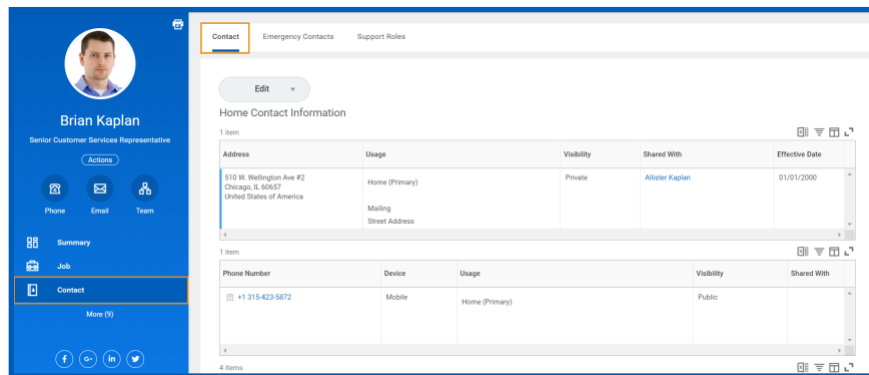 Brian Kaplan
Senior Customer Services Representative
Actions
Phone Email Team
Summary
Job
Contact
More (9)
f G+ in
Contact Emergency Contacts Support Roles
Edit
Home Contact Information
1 item
Address Usage Visibility Shared With Effective Date
510 W. Wellington Ave #2 Home (Primary) Private Allister Kaplan 01/01/2000
Chicago, IL 60657
United States of America
Mailing
Street Address
1 item
Phone Number Device Usage Visibility Shared With
+1 315-423-5872 Mobile Home (Primary) Public
4 items